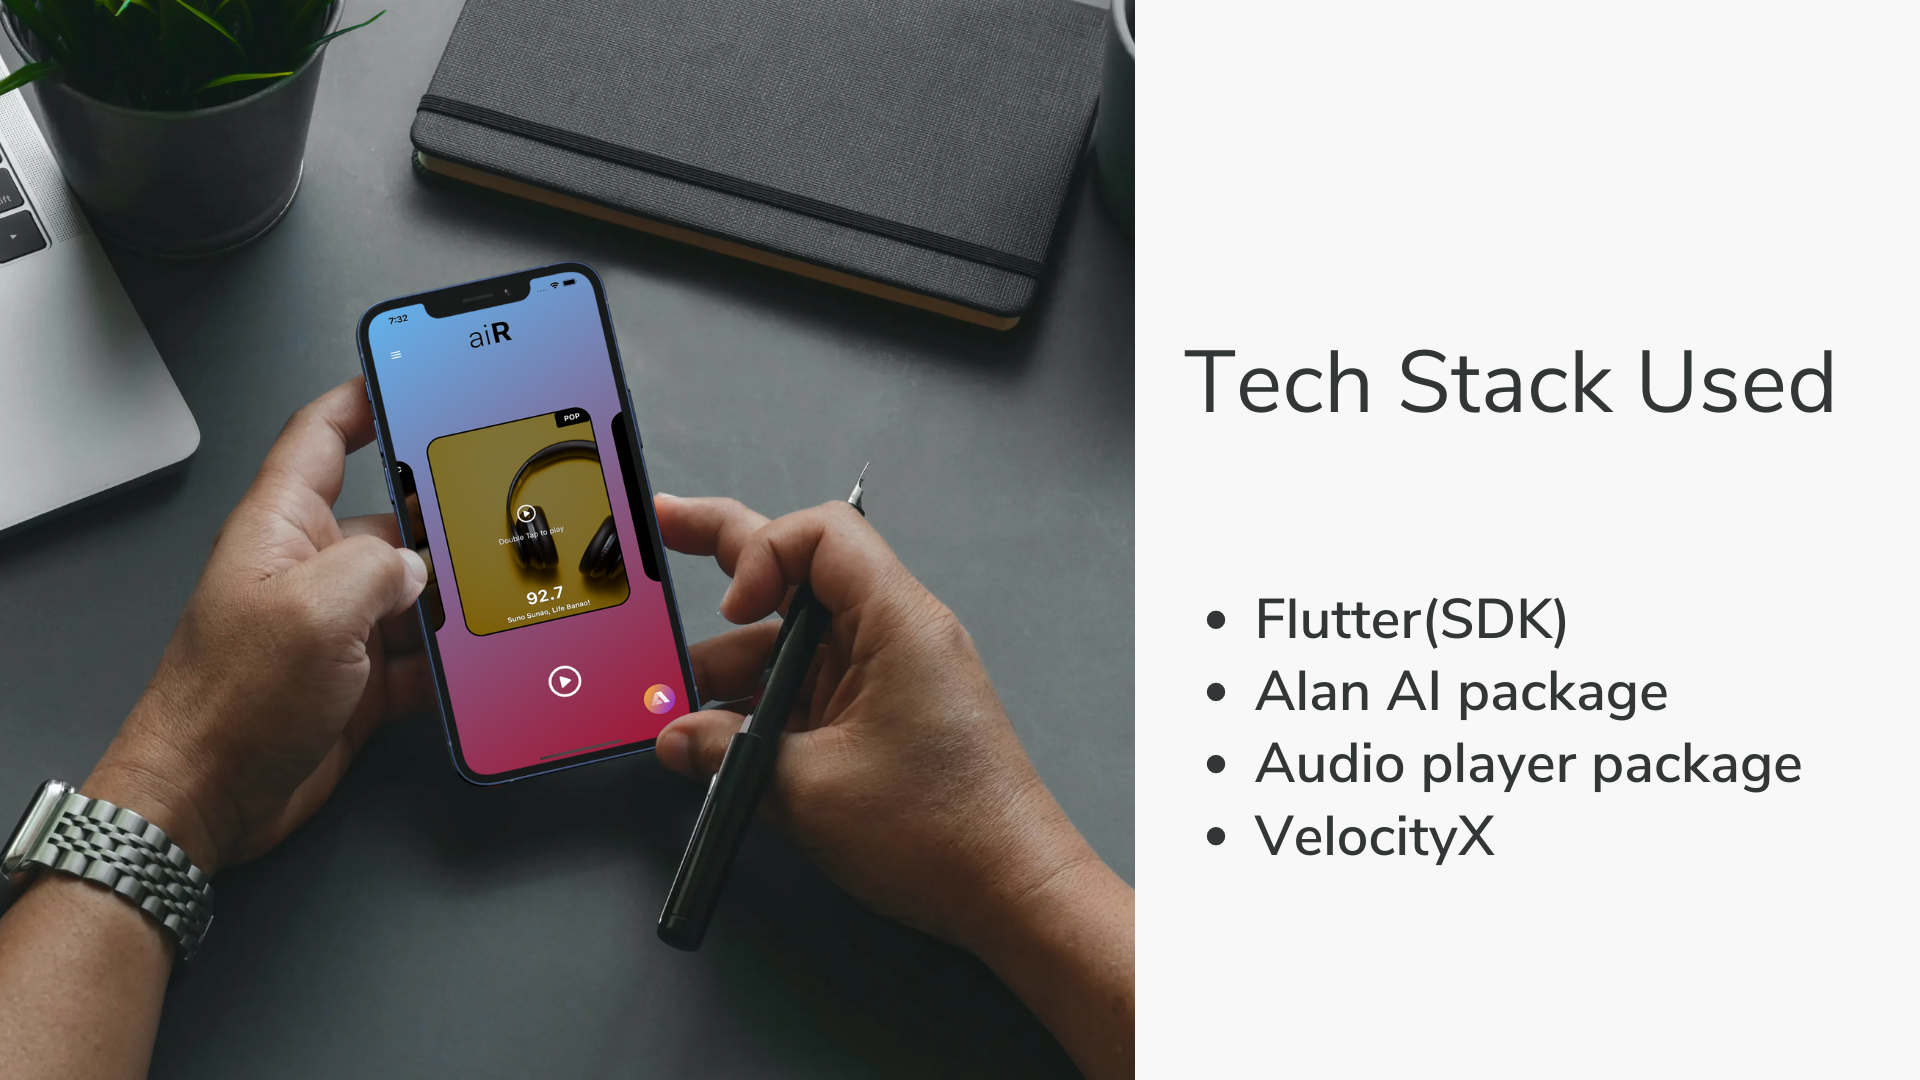 ift
7:32
aiR
POP
Double Tap to play
92.7
Suno Sunao, Life Banao!
Tech Stack Used
• Flutter(SDK)
• Alan AI package
• Audio player package
• VelocityX